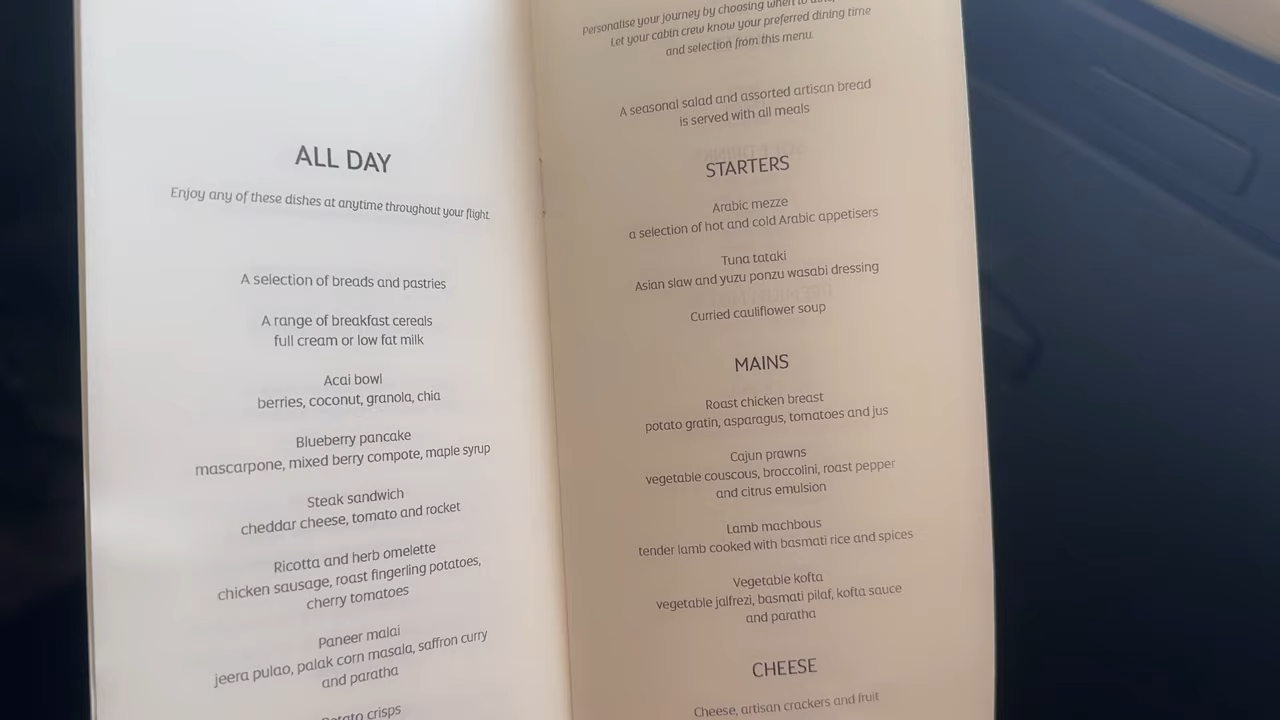 ALL DAY
Enjoy any of these dishes at anytime throughout your flight.
A selection of breads and pastries
A range of breakfast cereals
full cream or low fat milk
Acai bowl
berries, coconut, granola, chia
Blueberry pancake
mascarpone, mixed berry compote, maple syrup
Steak sandwich
cheddar cheese, tomato and rocket
Ricotta and herb omelette
chicken sausage, roast fingerling potatoes,
cherry tomatoes
Paneer malai
jeera pulao, palak corn masala, saffron curry
and paratha
crisps
Personalise your journey by choosing when to
Let your cabin crew know your preferred dining time
and selection from this menu.
A seasonal salad and assorted artisan bread
is served with all meals
STARTERS
Arabic mezze
a selection of hot and cold Arabic appetisers
Tuna tataki
Asian slaw and yuzu ponzu wasabi dressing
Curried cauliflower soup
MAINS
Roast chicken breast
potato gratin, asparagus, tomatoes and jus
Cajun prawns
vegetable couscous, broccolini, roast pepper
and citrus emulsion
Lamb machbous
tender lamb cooked with basmati rice and spices
Vegetable kofta
vegetable jalfrezi, basmati pilaf, kofta sauce
and paratha
CHEESE
Cheese, artisan crackers and fruit